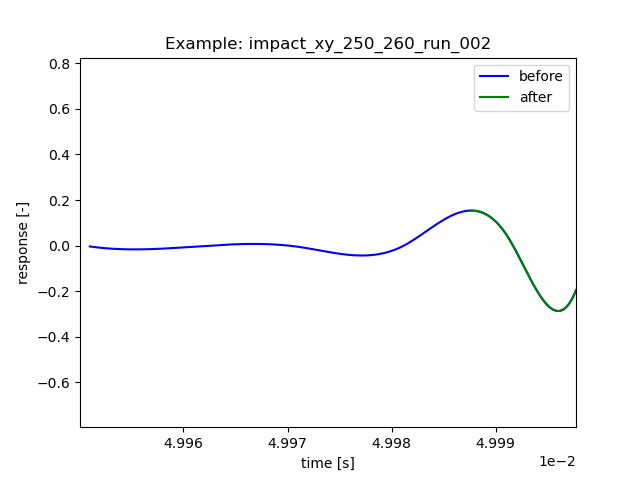 Example: impact_xy_250_260_run_002
before
after
response [-]
0.8
0.6
0.4
0.2
0.0
−0.2
−0.4
−0.6
4.996 4.997 4.998 4.999
1e−2
time [s]